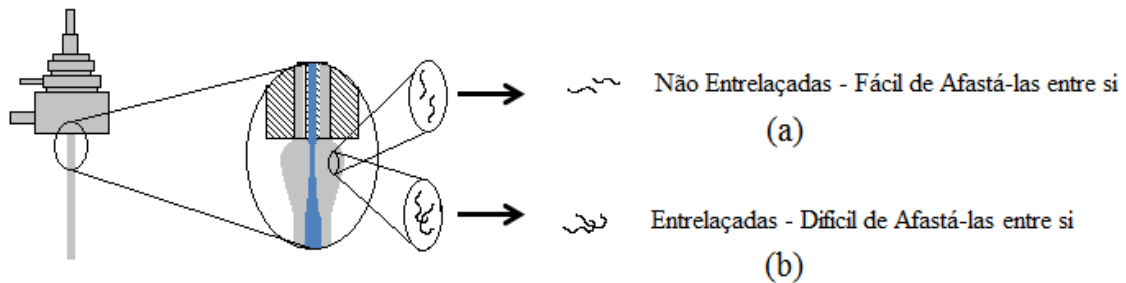 Não Entrelaçadas - Fácil de Afastá-las entre si
(a)
Entrelaçadas - Difícil de Afastá-las entre si
(b)